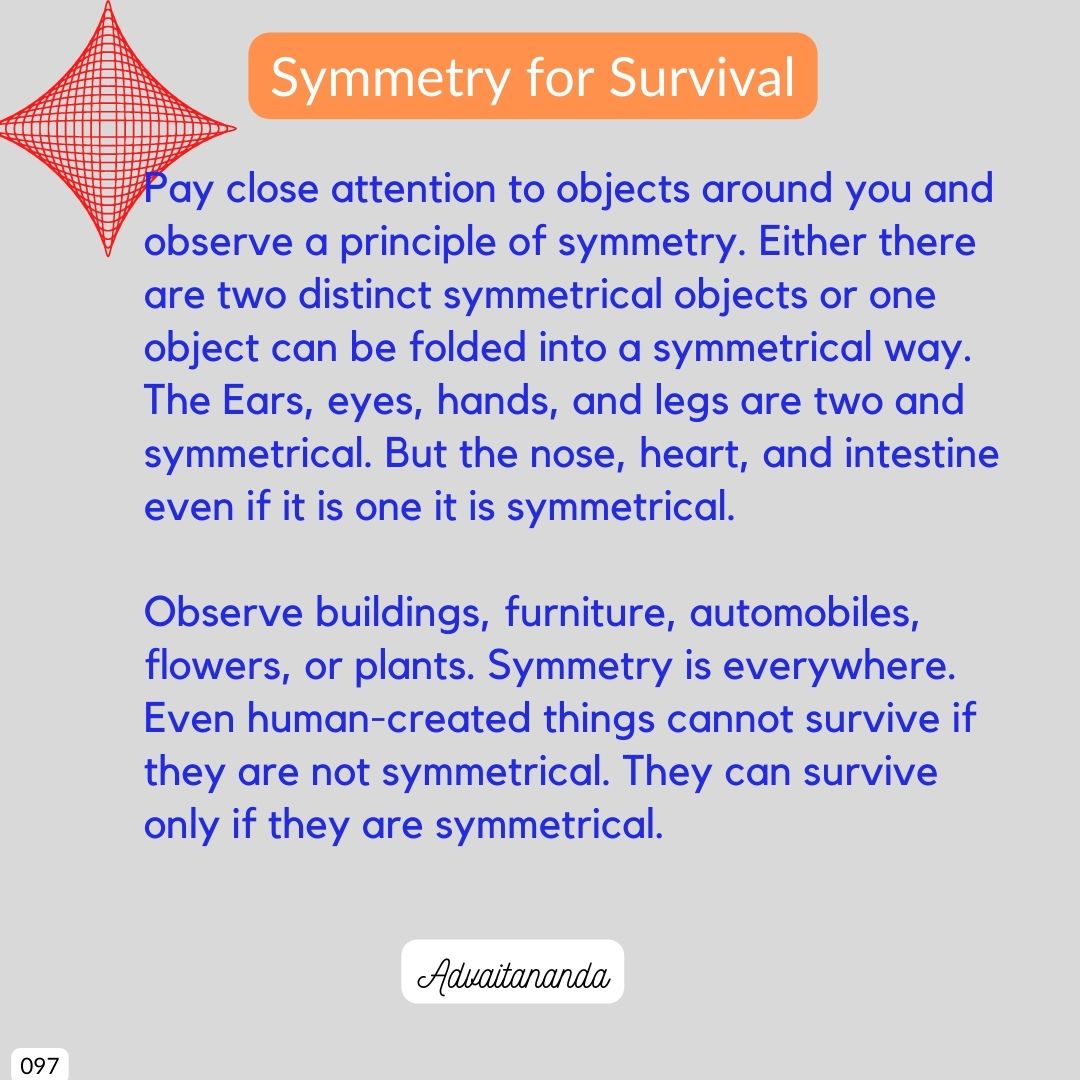 Symmetry for Survival
Pay close attention to objects around you and
observe a principle of symmetry. Either there
are two distinct symmetrical objects or one
object can be folded into a symmetrical way.
The Ears, eyes, hands, and legs are two and
symmetrical. But the nose, heart, and intestine
even if it is one it is symmetrical.
Observe buildings, furniture, automobiles,
flowers, or plants. Symmetry is everywhere.
Even human-created things cannot survive if
they are not symmetrical. They can survive
only if they are symmetrical.
Advaitananda
097